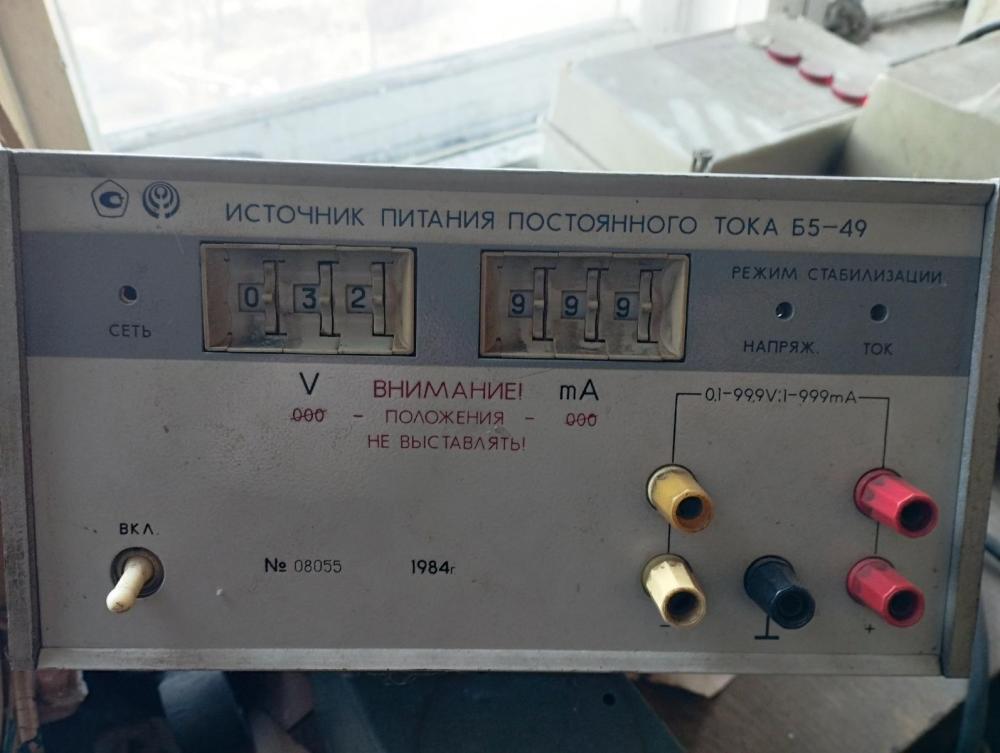 ИСТОЧНИК ПИТАНИЯ ПОСТОЯННОГО ТОКА Б5-49
СЕТЬ
0 3 2
9 9 9
РЕЖИМ СТАБИЛИЗАЦИИ
НАПРЯЖ.
ТОК
V
ВНИМАНИЕ!
mA
000 - ПОЛОЖЕНИЯ - 000
НЕ ВЫСТАВЛЯТЬ!
0,1-99,9V;1-999mA
ВКЛ.
№ 08055
1984г
-
+